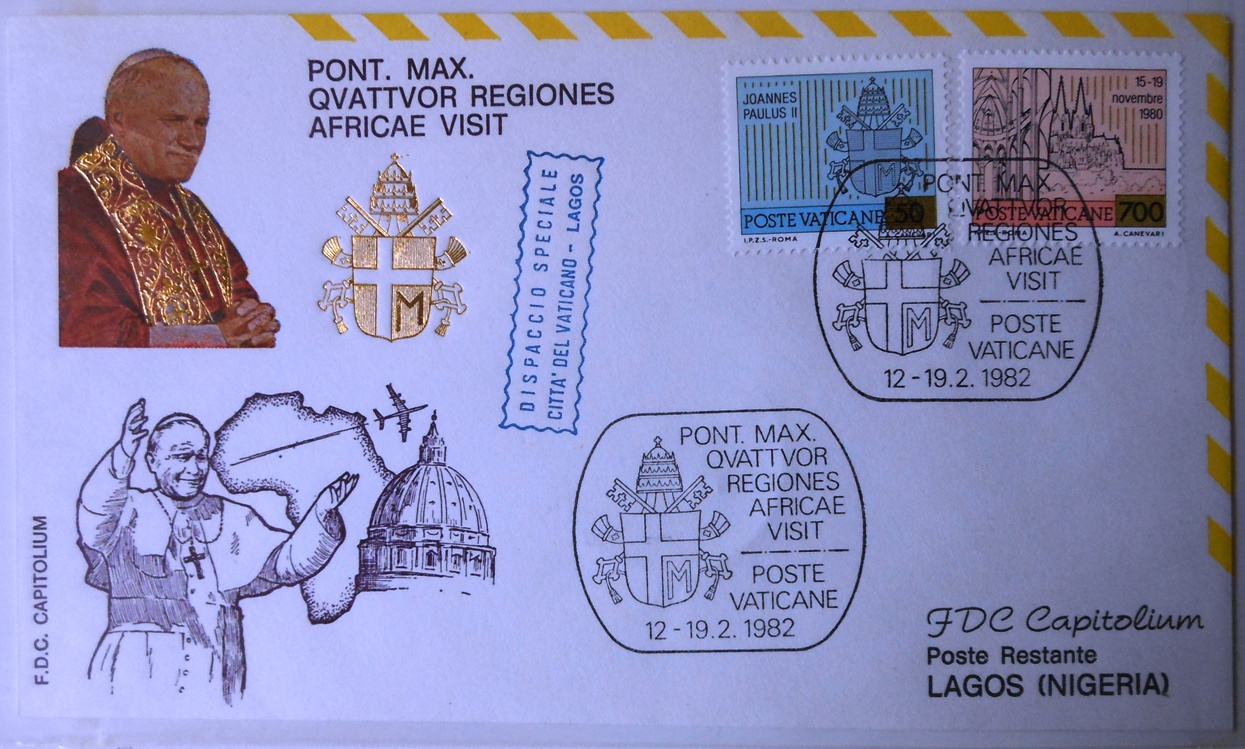 PONT. MAX.
QVATTVOR REGIONES
AFRICAE VISIT
M
DISPACCIO SPECIALE
CITTA' DEL VATICANO - LAGOS
JOANNES
PAULUS II
M
POSTE VATICANE 50
I.P.Z.S.-ROMA
15-19
novembre
1980
POSTE VATICANE 700
A. CANEVARI
PONT. MAX.
QVATTVOR
REGIONES
AFRICAE
VISIT
M
POSTE
VATICANE
12-19.2. 1982
PONT. MAX.
QVATTVOR
REGIONES
AFRICAE
VISIT
M
POSTE
VATICANE
12-19.2. 1982
F.D.C. CAPITOLIUM
FDC Capitolium
Poste Restante
LAGOS (NIGERIA)